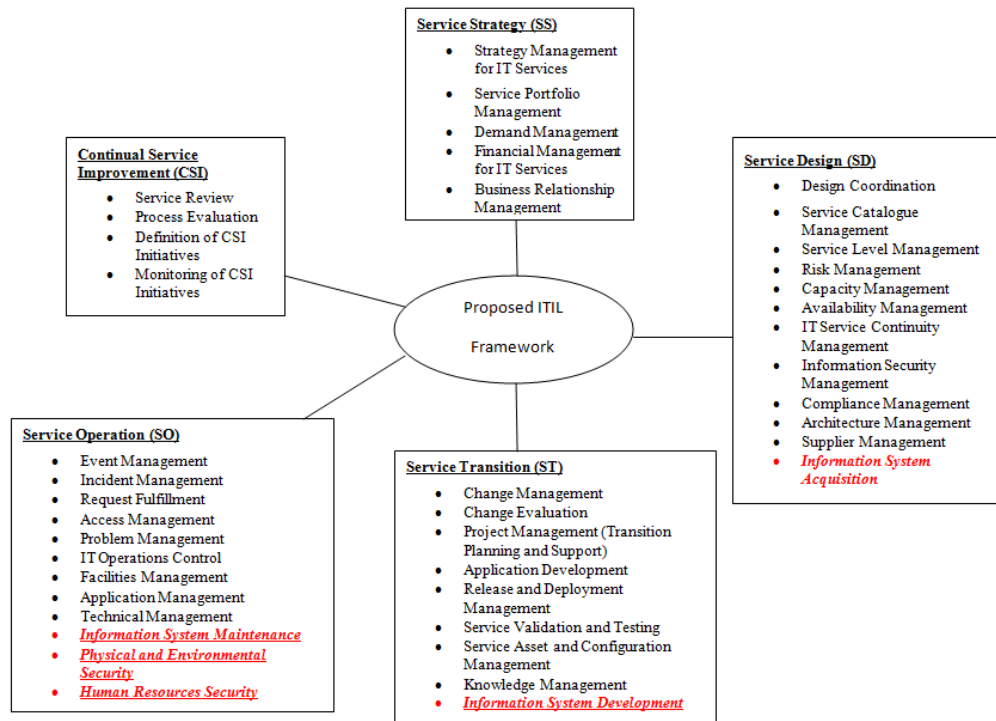 Service Strategy (SS)
• Strategy Management
for IT Services
• Service Portfolio
Management
• Demand Management
• Financial Management
for IT Services
• Business Relationship
Management
Continual Service
Improvement (CSI)
• Service Review
• Process Evaluation
• Definition of CSI
Initiatives
• Monitoring of CSI
Initiatives
Service Design (SD)
• Design Coordination
• Service Catalogue
Management
• Service Level Management
• Risk Management
• Capacity Management
• Availability Management
• IT Service Continuity
Management
• Information Security
Management
• Compliance Management
• Architecture Management
• Supplier Management
• Information System
Acquisition
Proposed ITIL
Framework
Service Operation (SO)
• Event Management
• Incident Management
• Request Fulfillment
• Access Management
• Problem Management
• IT Operations Control
• Facilities Management
• Application Management
• Technical Management
• Information System Maintenance
• Physical and Environmental
Security
• Human Resources Security
Service Transition (ST)
• Change Management
• Change Evaluation
• Project Management (Transition
Planning and Support)
• Application Development
• Release and Deployment
Management
• Service Validation and Testing
• Service Asset and Configuration
Management
• Knowledge Management
• Information System Development